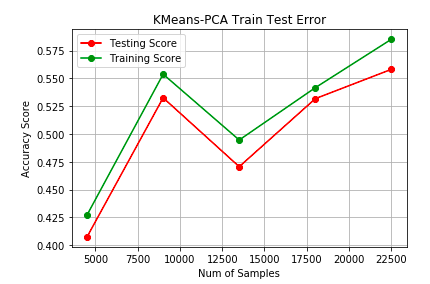 KMeans-PCA Train Test Error
Testing Score
Training Score
Accuracy Score
0.575
0.550
0.525
0.500
0.475
0.450
0.425
0.400
5000 7500 10000 12500 15000 17500 20000 22500
Num of Samples